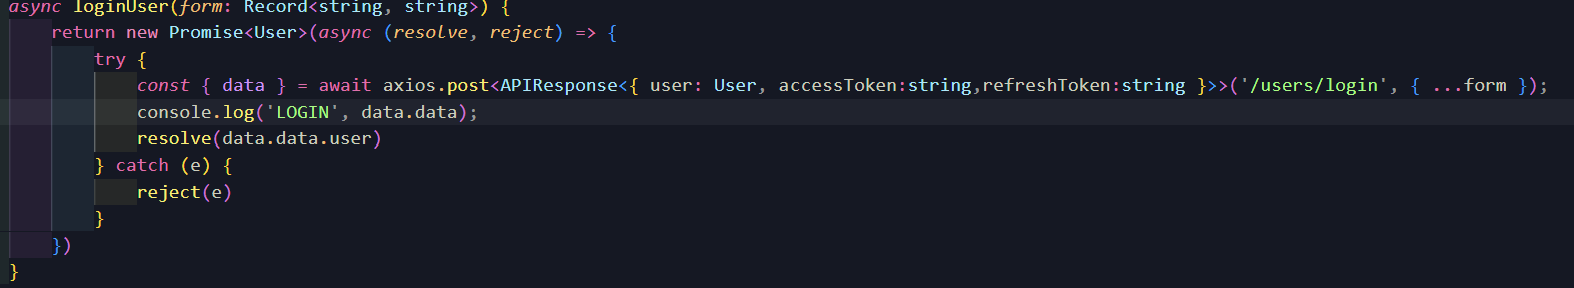 async loginUser(form: Record<string, string>) {
return new Promise<User>(async (resolve, reject) => {
try {
const { data } = await axios.post<APIResponse<{ user: User, accessToken:string,refreshToken:string }>>('/users/login', { ...form });
console.log('LOGIN', data.data);
resolve(data.data.user)
} catch (e) {
reject(e)
}
})
}